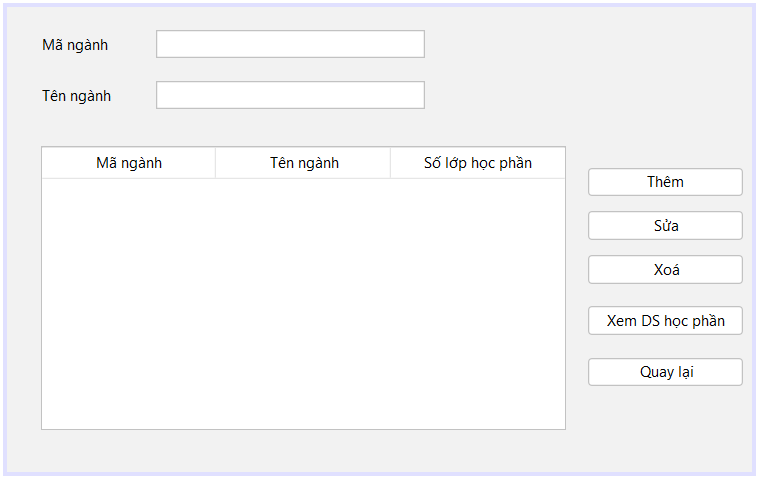 Mã ngành
Tên ngành
Mã ngành Tên ngành Số lớp học phần
Thêm
Sửa
Xoá
Xem DS học phần
Quay lại